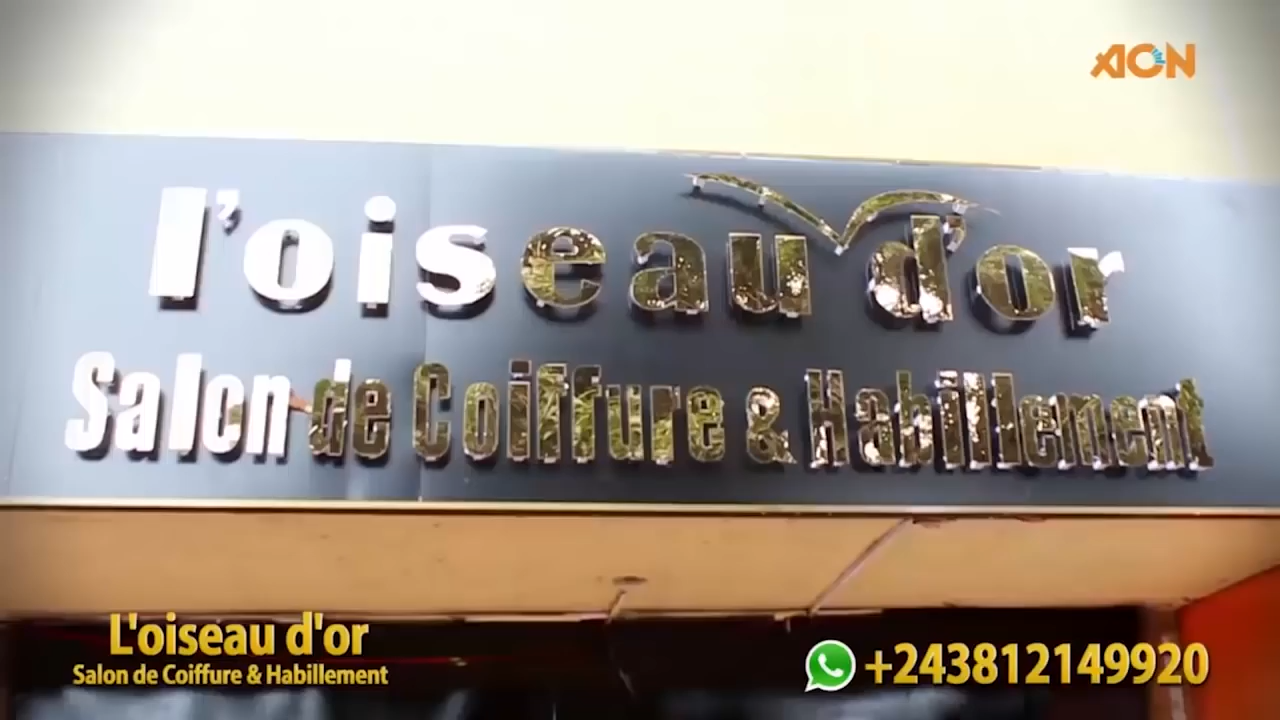 ACN
l'oiseau d'or
Salon de Coiffure & Habillement
L'oiseau d'or
Salon de Coiffure & Habillement
+243812149920